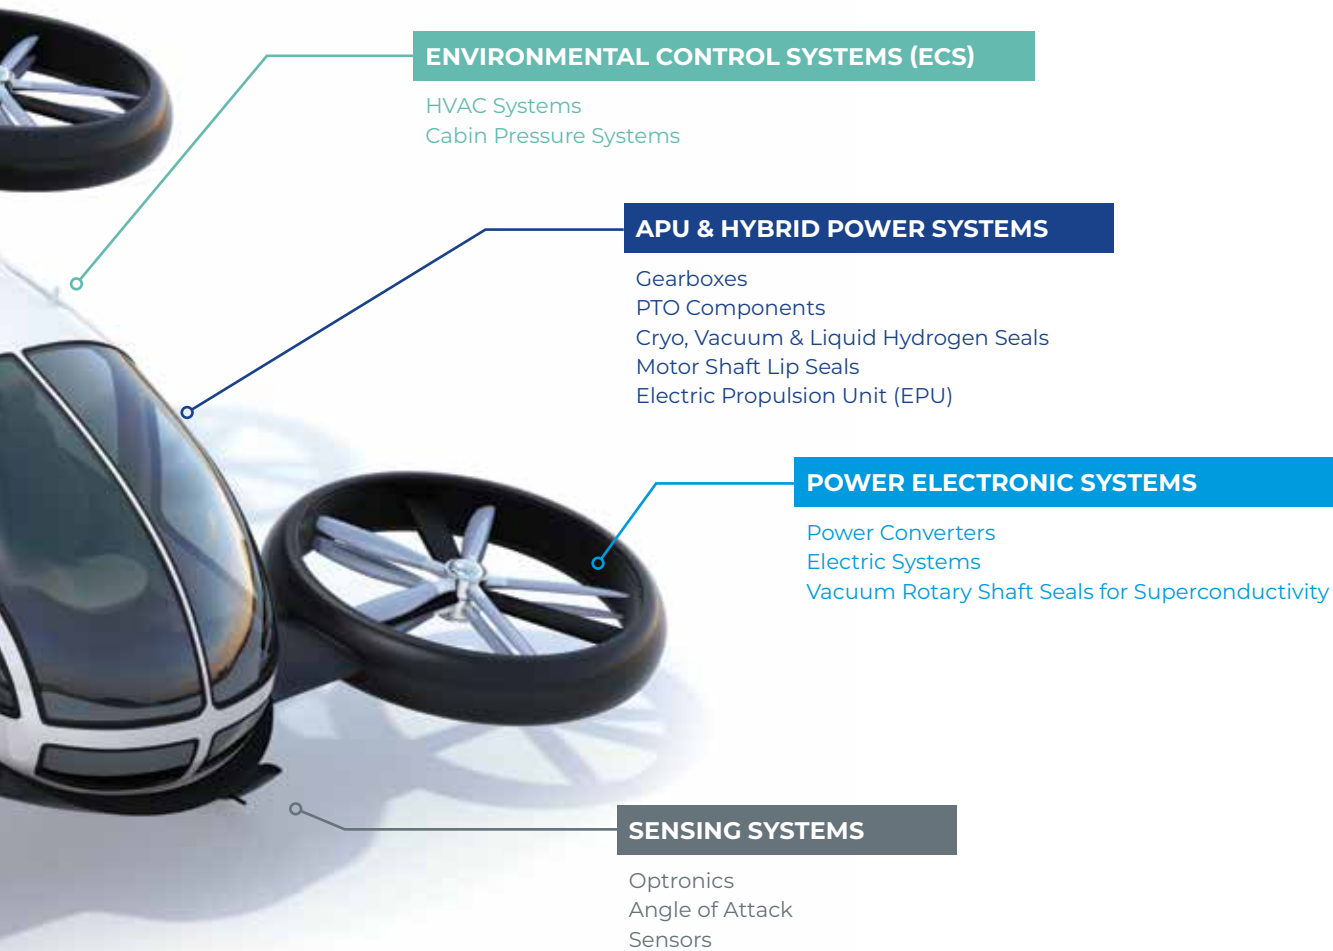 ENVIRONMENTAL CONTROL SYSTEMS (ECS)
HVAC Systems
Cabin Pressure Systems
APU & HYBRID POWER SYSTEMS
Gearboxes
PTO Components
Cryo, Vacuum & Liquid Hydrogen Seals
Motor Shaft Lip Seals
Electric Propulsion Unit (EPU)
POWER ELECTRONIC SYSTEMS
Power Converters
Electric Systems
Vacuum Rotary Shaft Seals for Superconductivity
SENSING SYSTEMS
Optronics
Angle of Attack
Sensors